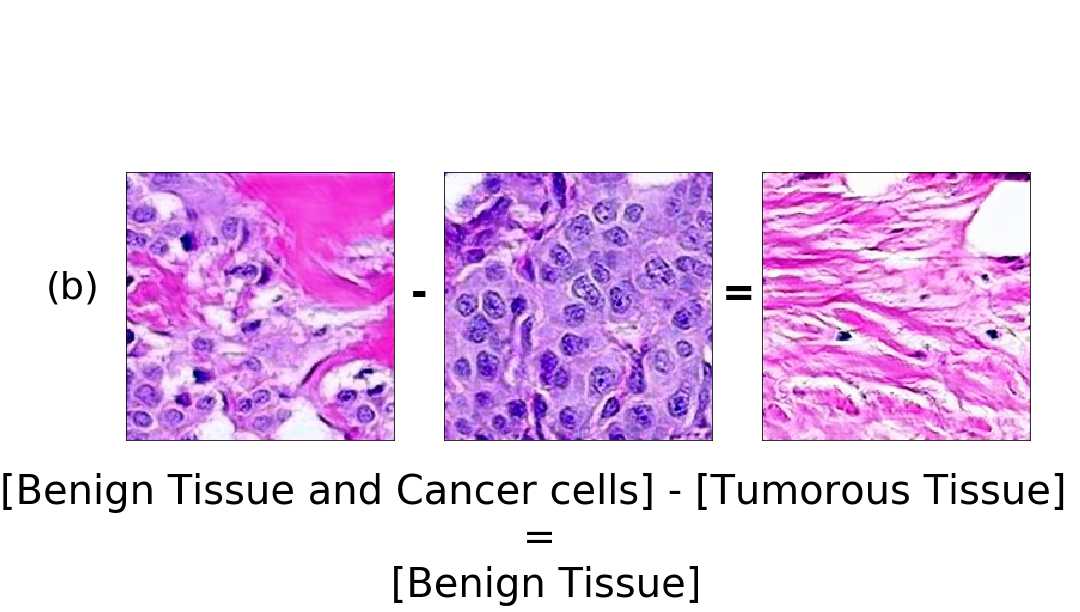 (b) - =
[Benign Tissue and Cancer cells] - [Tumorous Tissue]
=
[Benign Tissue]